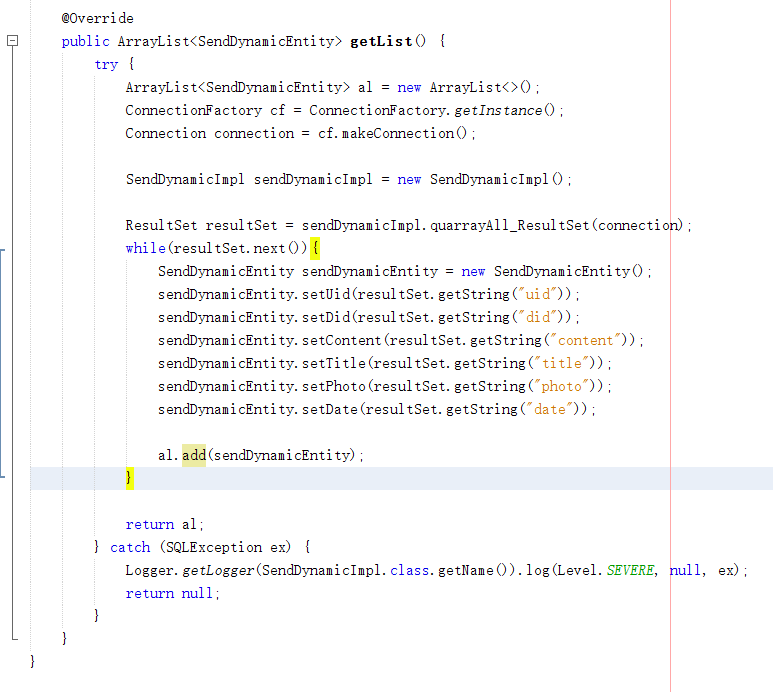 @Override
public ArrayList<SendDynamicEntity> getList() {
try {
ArrayList<SendDynamicEntity> al = new ArrayList<>();
ConnectionFactory cf = ConnectionFactory.getInstance();
Connection connection = cf.makeConnection();
SendDynamicImpl sendDynamicImpl = new SendDynamicImpl();
ResultSet resultSet = sendDynamicImpl.quarrayAll_ResultSet(connection);
while(resultSet.next()){
SendDynamicEntity sendDynamicEntity = new SendDynamicEntity();
sendDynamicEntity.setUid(resultSet.getString("uid"));
sendDynamicEntity.setDid(resultSet.getString("did"));
sendDynamicEntity.setContent(resultSet.getString("content"));
sendDynamicEntity.setTitle(resultSet.getString("title"));
sendDynamicEntity.setPhoto(resultSet.getString("photo"));
sendDynamicEntity.setDate(resultSet.getString("date"));
al.add(sendDynamicEntity);
}
return al;
} catch (SQLException ex) {
Logger.getLogger(SendDynamicImpl.class.getName()).log(Level.SEVERE, null, ex);
return null;
}
}
}